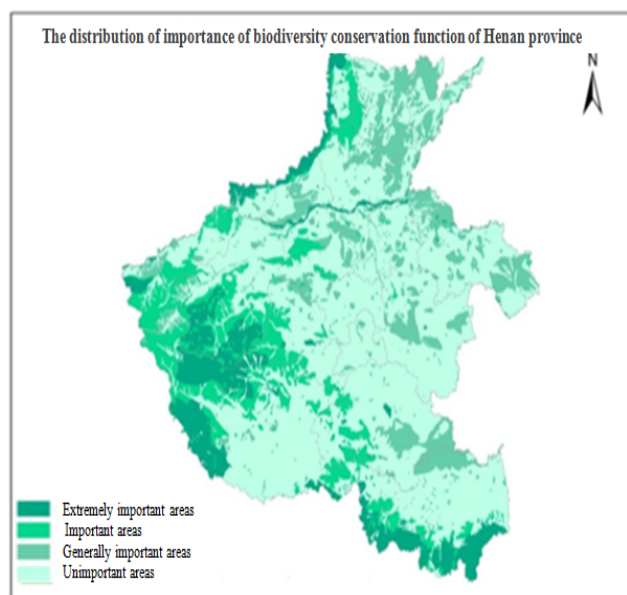 The distribution of importance of biodiversity conservation function of Henan province
N
Extremely important areas
Important areas
Generally important areas
Unimportant areas